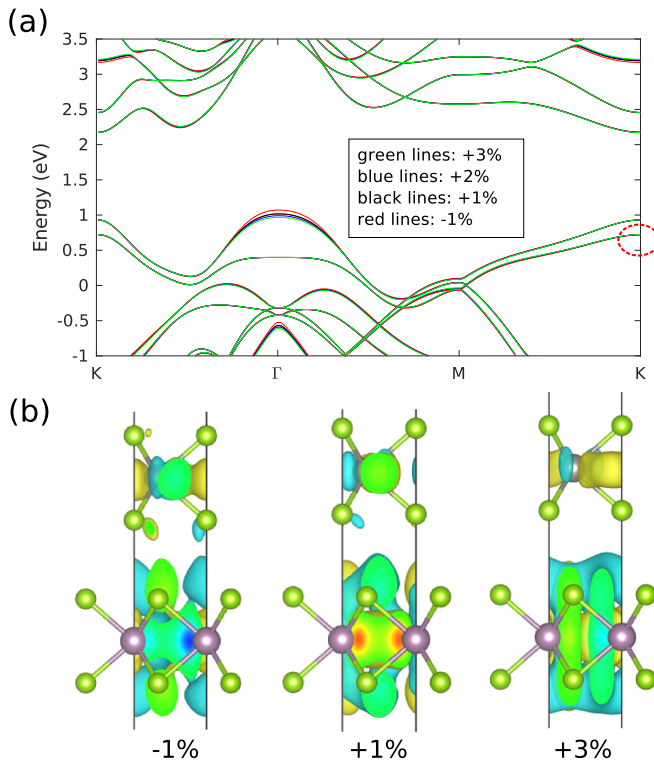 (a)
3.5
3
2.5
2
1.5
1
0.5
0
-0.5
-1
Energy (eV)
green lines: +3%
blue lines: +2%
black lines: +1%
red lines: -1%
K Γ M K
(b)
-1% +1% +3%